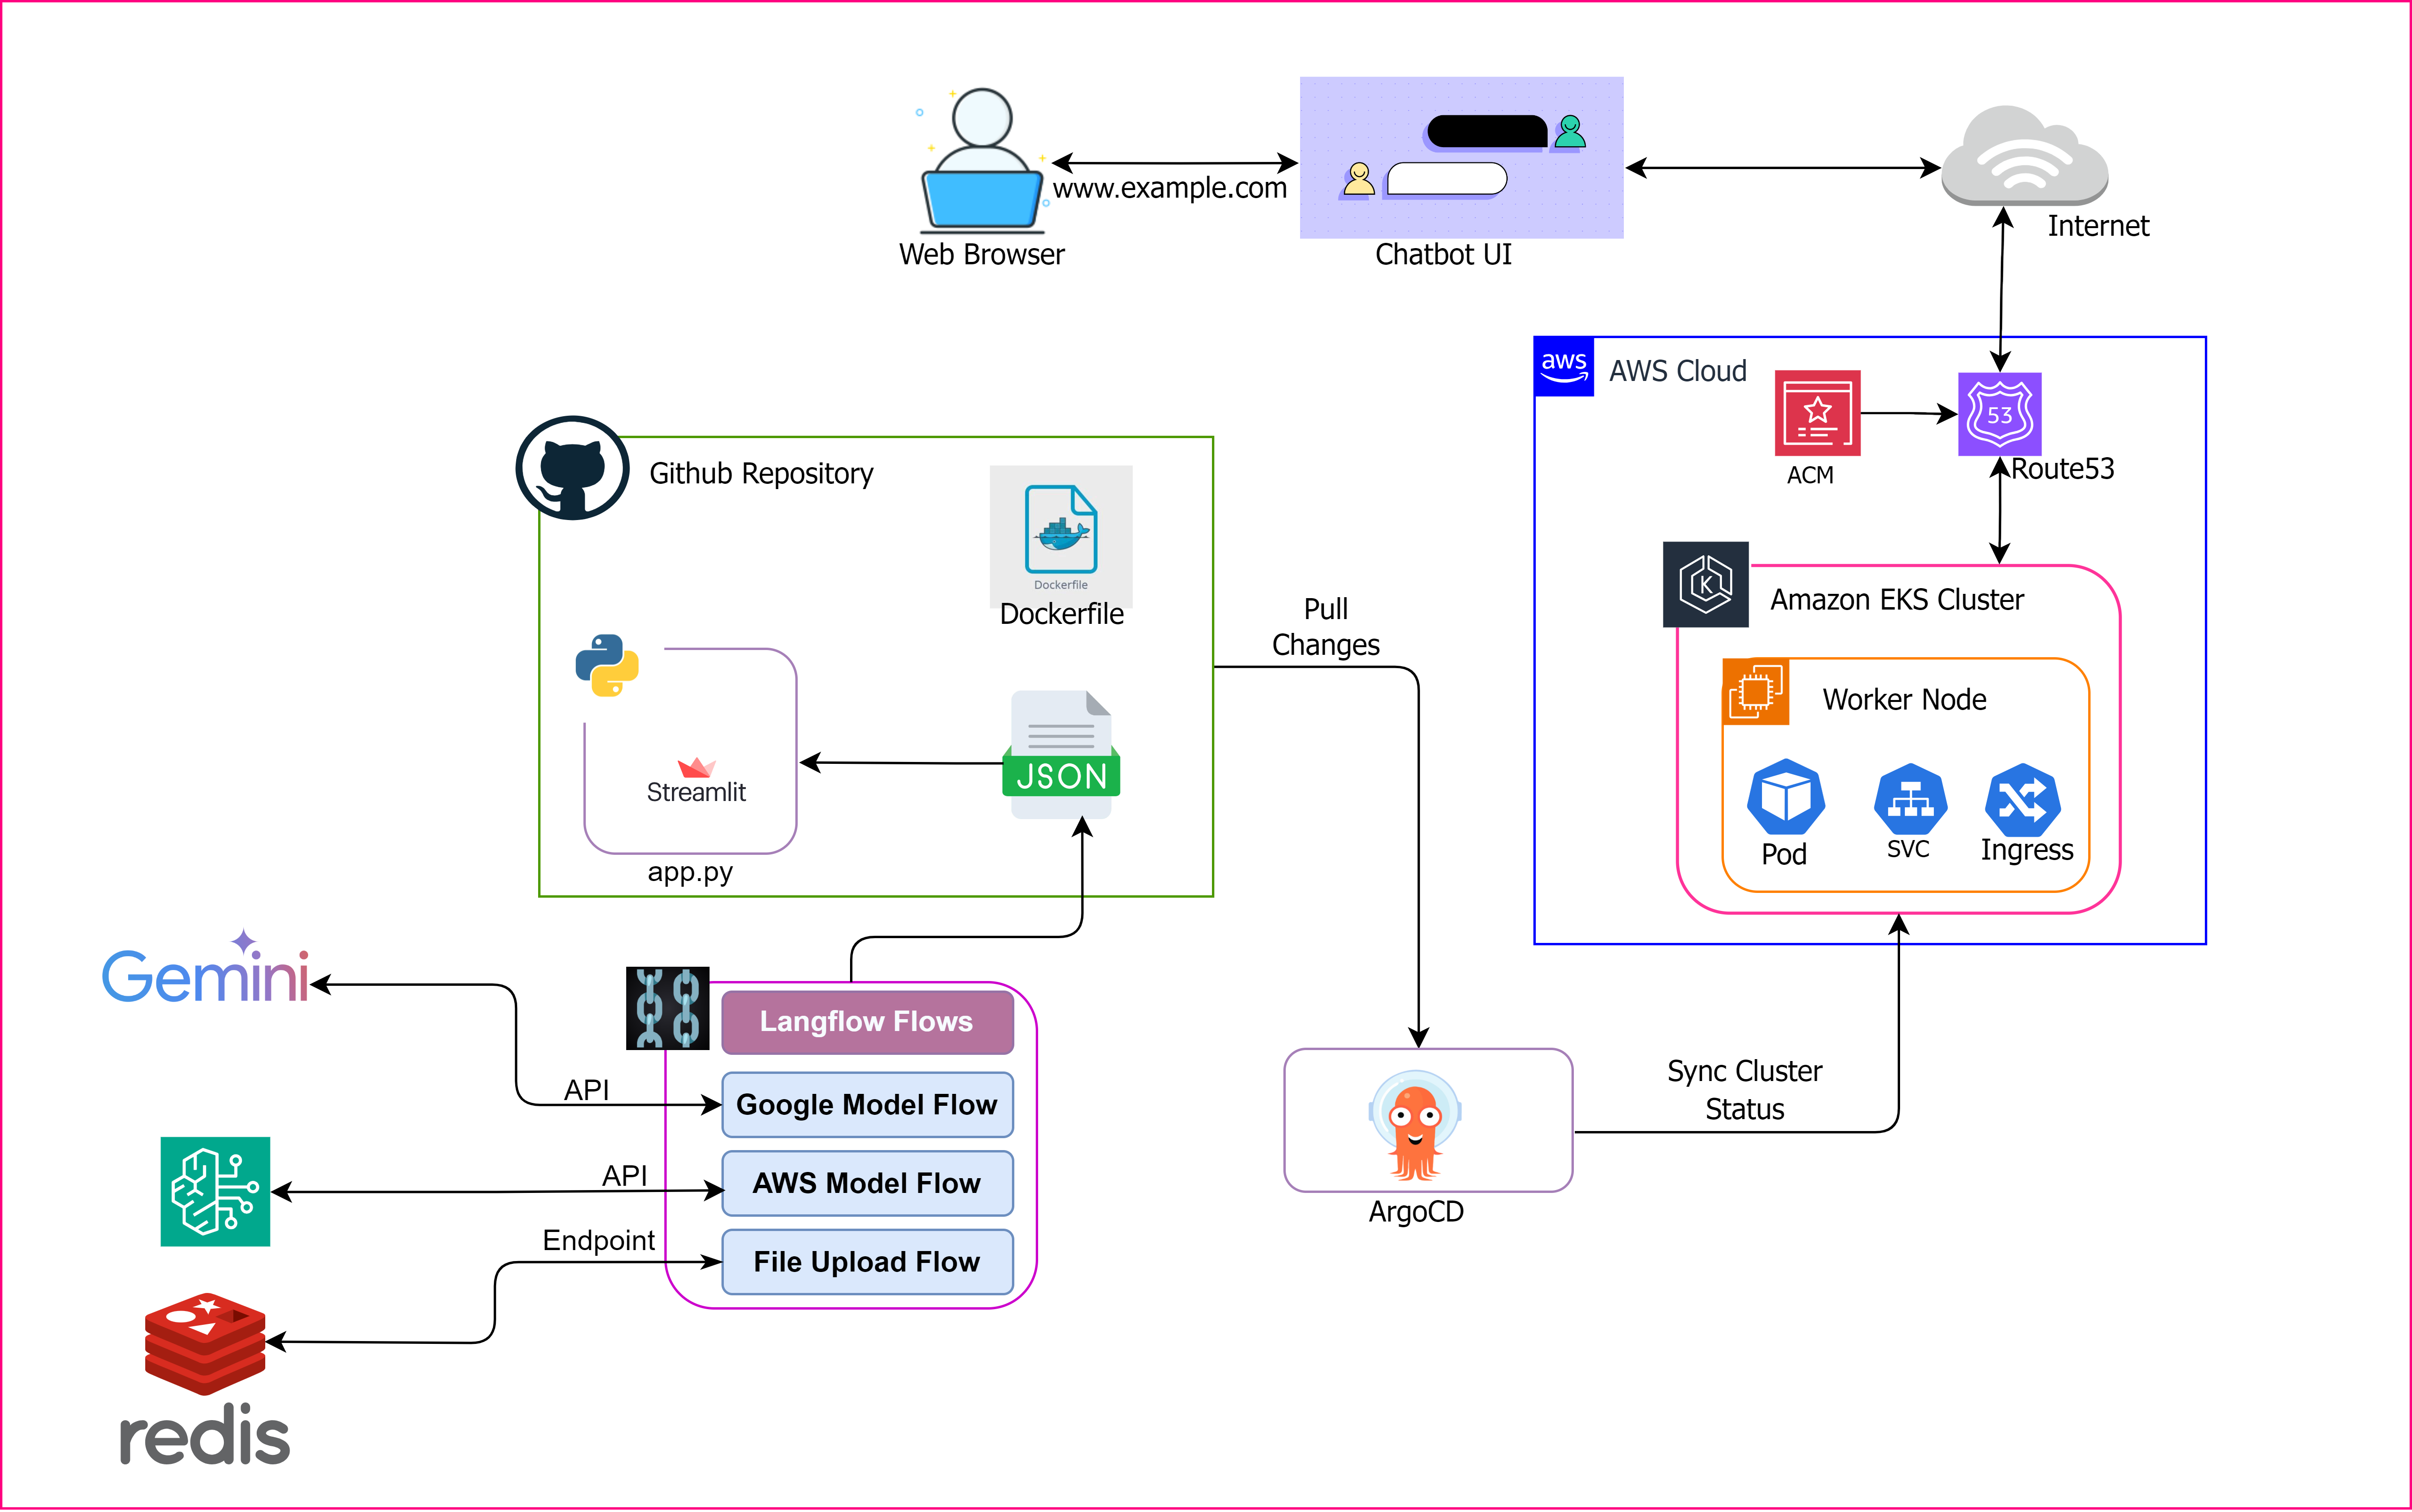 www.example.com
Web Browser
Chatbot UI
Internet
aws
AWS Cloud
53
ACM
Route53
Github Repository
Dockerfile
Dockerfile
Amazon EKS Cluster
K
Pull
Changes
Worker Node
JSON
Streamlit
app.py
Pod
SVC
Ingress
Gemini
Langflow Flows
API
Google Model Flow
API
AWS Model Flow
Endpoint
File Upload Flow
redis
Sync Cluster
Status
ArgoCD